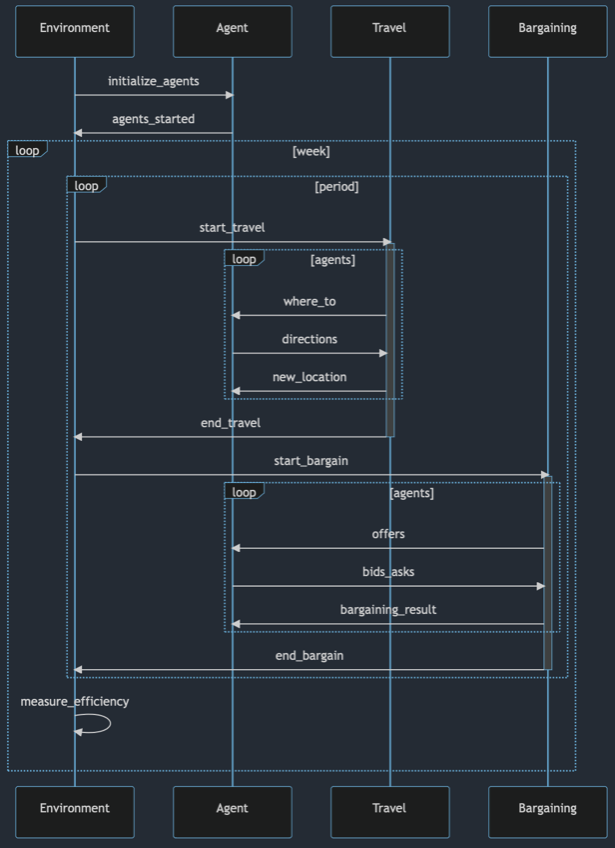 Environment
Agent
Travel
Bargaining
initialize_agents
agents_started
loop
[week]
loop
[period]
start_travel
loop
[agents]
where_to
directions
new_location
end_travel
start_bargain
loop
[agents]
offers
bids_asks
bargaining_result
end_bargain
measure_efficiency
Environment
Agent
Travel
Bargaining